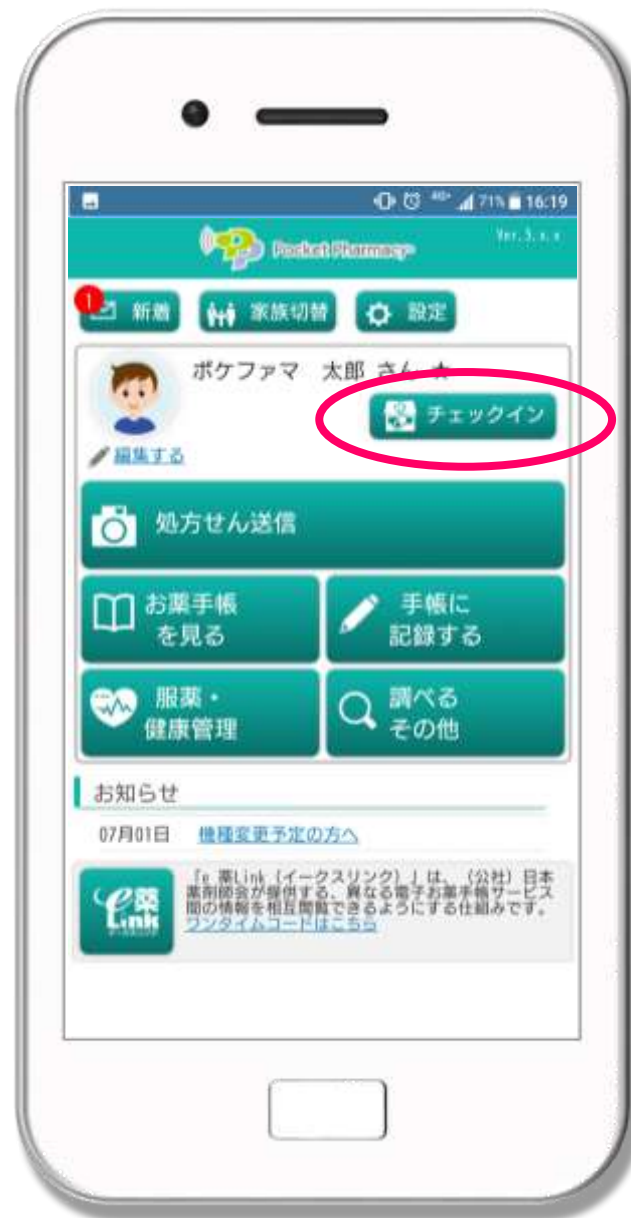 71% 16:19
Pocket Pharmacy
Ver.3.x.x
1
新着
家族切替
設定
ポケファマ 太郎 さん ★
チェックイン
編集する
処方せん送信
お薬手帳
を見る
手帳に
記録する
服薬・
健康管理
調べる
その他
お知らせ
07月01日 機種変更予定の方へ
e薬
Link
「e 薬Link (イークスリンク)」は、(公社) 日本
薬剤師会が提供する、異なる電子お薬手帳サービス
間の情報を相互閲覧できるようにする仕組みです。
ワンタイムコードはこちら